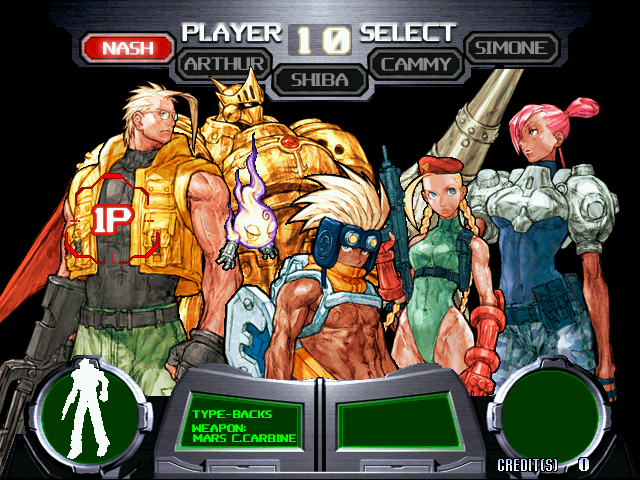 PLAYER 10 SELECT
NASH
ARTHUR
SHIBA
CAMMY
SIMONE
1P
TYPE-BACKS
WEAPON:
MARS C.CARBINE
CREDIT(S) / 0